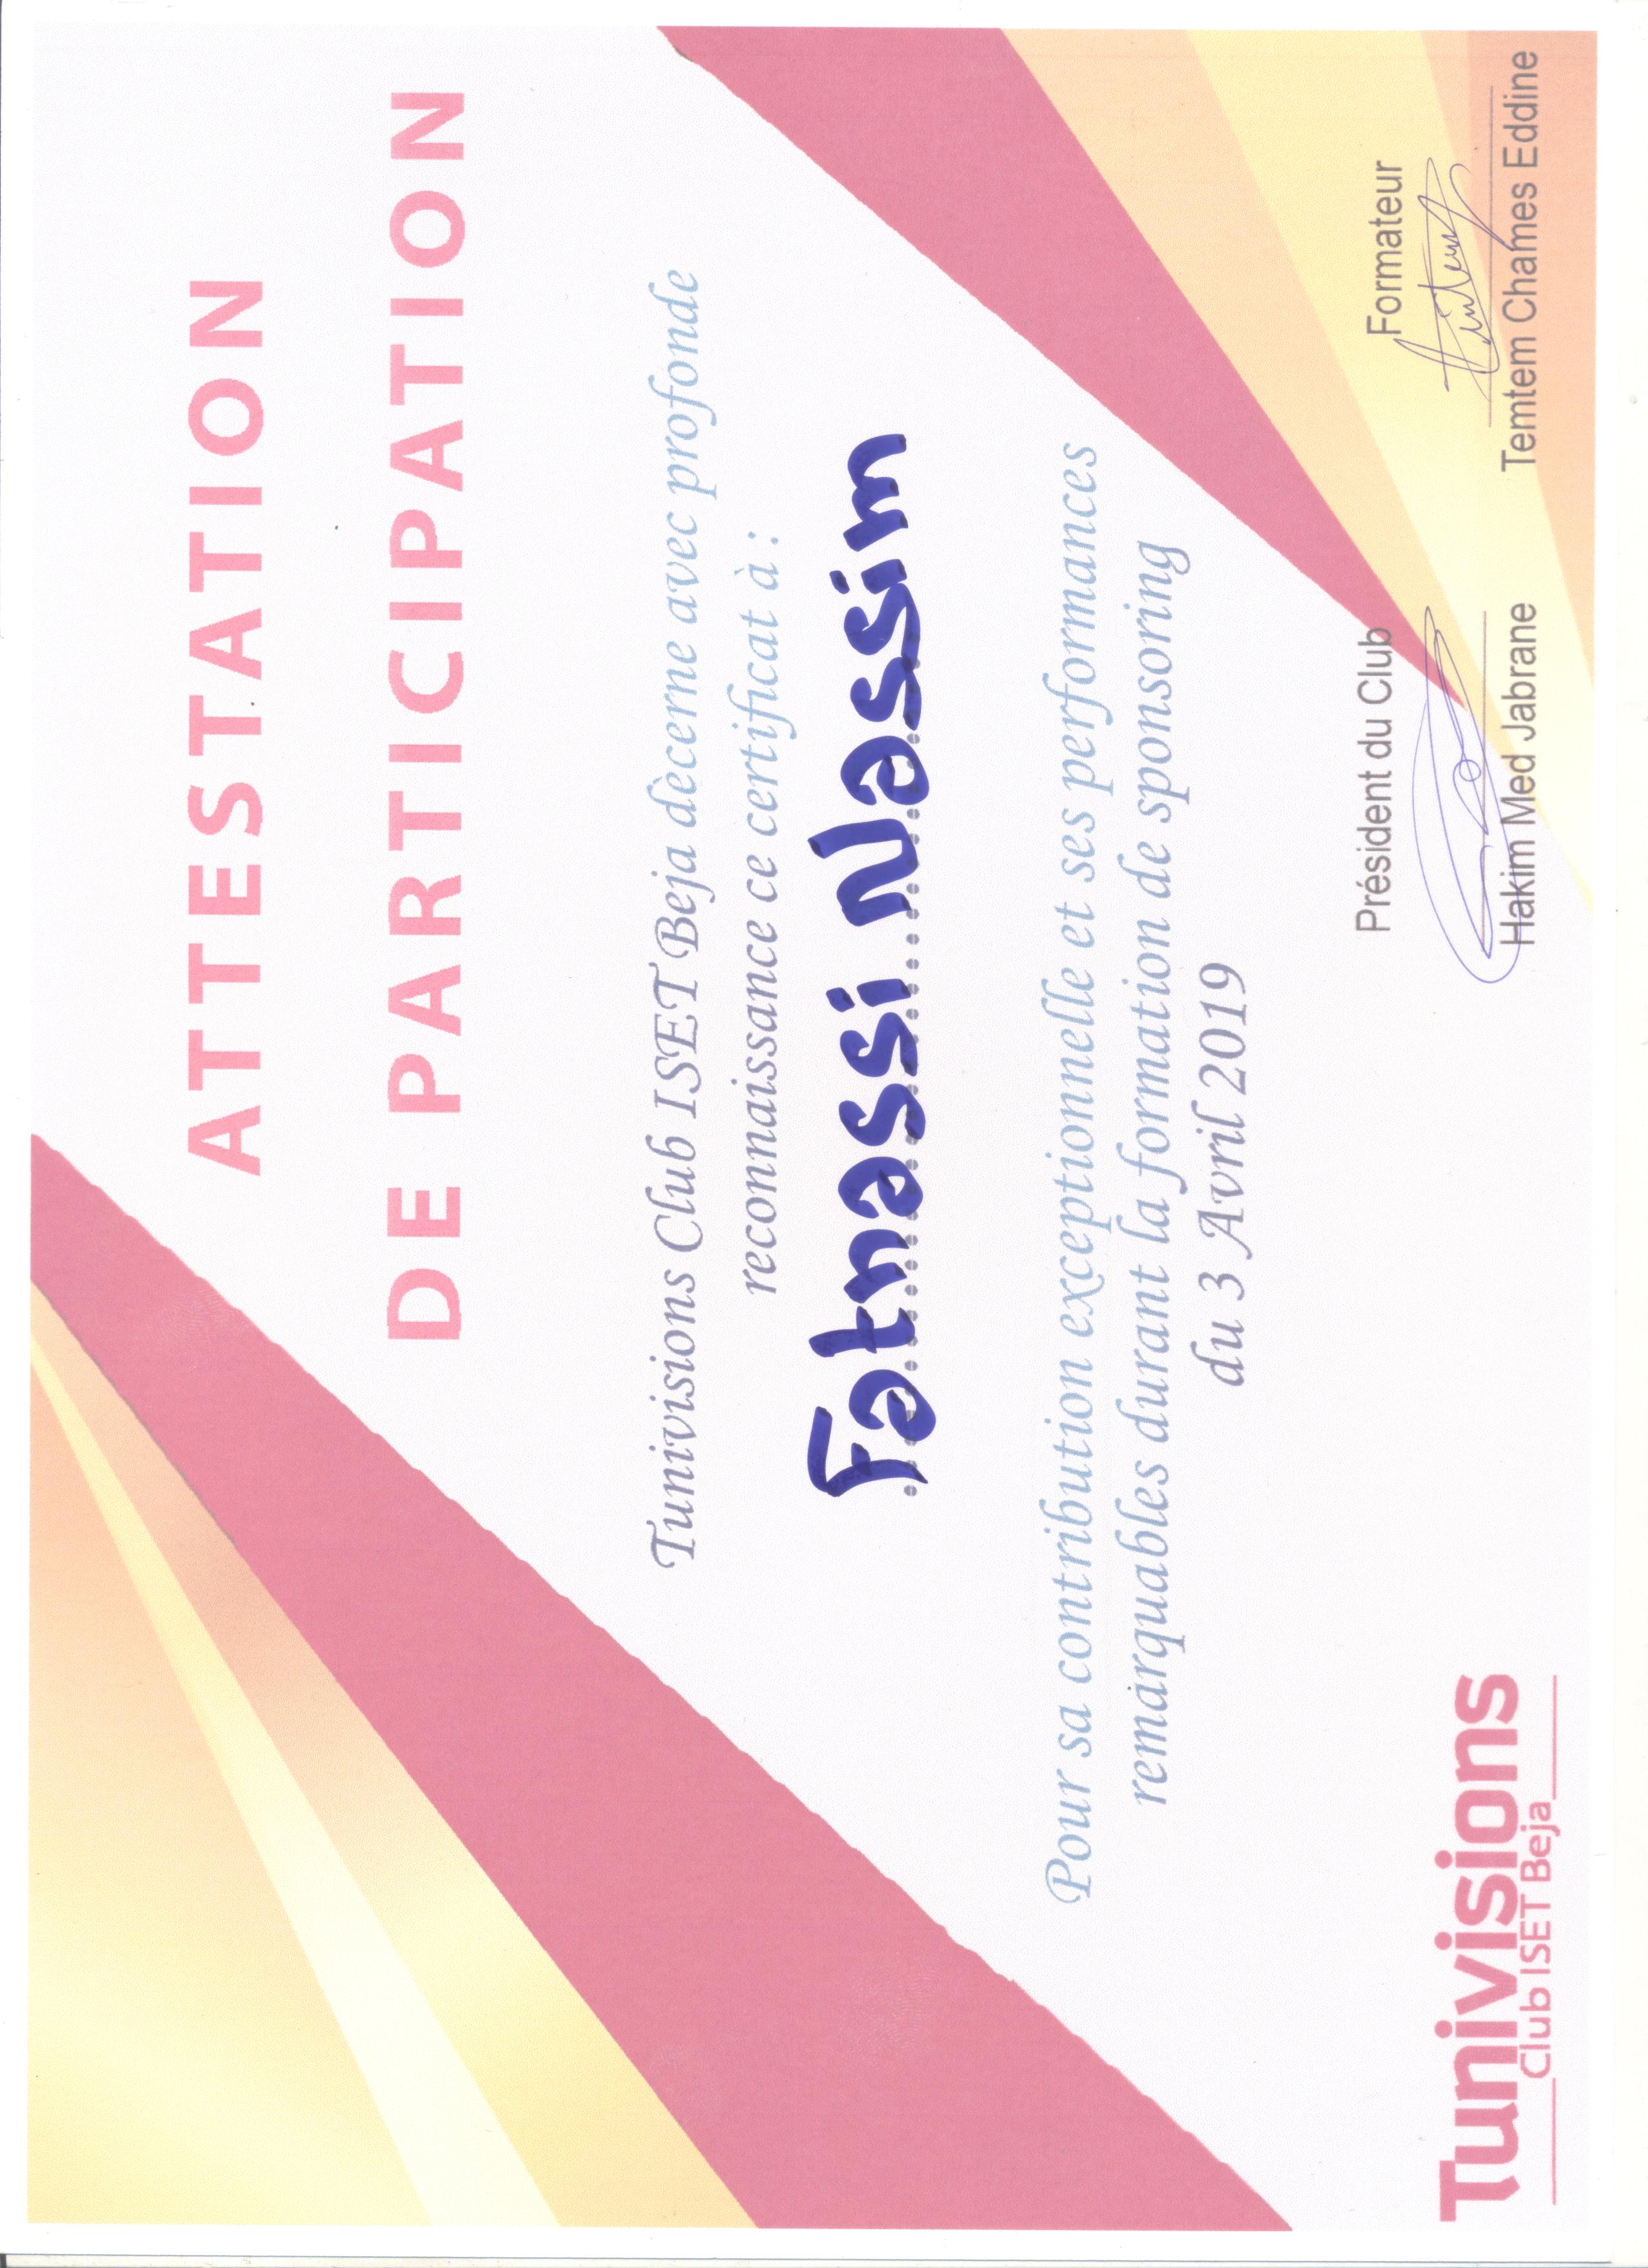 ATTESTATION
DE PARTICIPATION
Tunivisions Club ISET Beja dècerne avec profonde
reconnaissance ce certificat à :
Fatnassi Nassim
Pour sa contribution exceptionnelle et ses performances
remarquables durant la formation de sponsoring
du 3 Avril 2019
Président du Club
Formateur
Hakim Med Jabrane
Temtem Chames Eddine
Tunivisions
Club ISET Beja